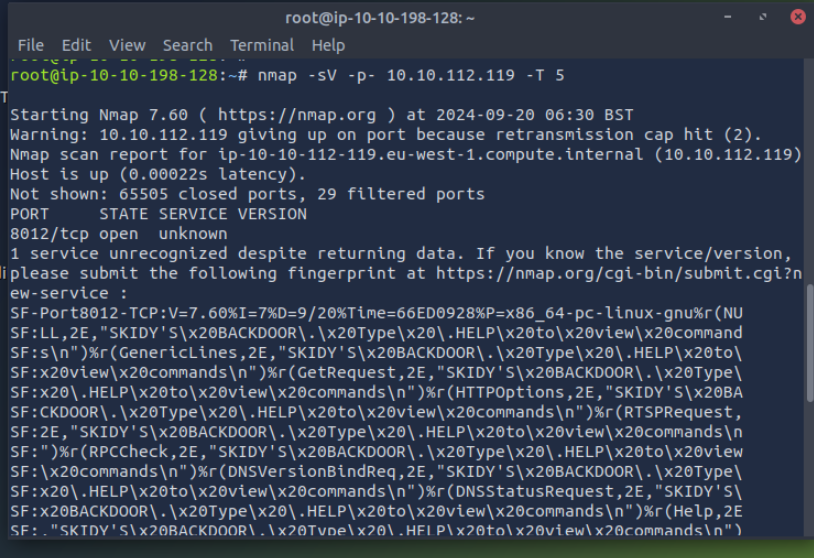 root@ip-10-10-198-128: ~
File Edit View Search Terminal Help
root@ip-10-10-198-128:~# nmap -sV -p- 10.10.112.119 -T 5
Starting Nmap 7.60 ( https://nmap.org ) at 2024-09-20 06:30 BST
Warning: 10.10.112.119 giving up on port because retransmission cap hit (2).
Nmap scan report for ip-10-10-112-119.eu-west-1.compute.internal (10.10.112.119)
Host is up (0.00022s latency).
Not shown: 65505 closed ports, 29 filtered ports
PORT     STATE SERVICE VERSION
8012/tcp open  unknown
1 service unrecognized despite returning data. If you know the service/version,
please submit the following fingerprint at https://nmap.org/cgi-bin/submit.cgi?n
ew-service :
SF-Port8012-TCP:V=7.60%I=7%D=9/20%Time=66ED0928%P=x86_64-pc-linux-gnu%r(NU
SF:LL,2E,"SKIDY'S\x20BACKDOOR\.\x20Type\x20\.HELP\x20to\x20view\x20command
SF:s\n")%r(GenericLines,2E,"SKIDY'S\x20BACKDOOR\.\x20Type\x20\.HELP\x20to\
SF:x20view\x20commands\n")%r(GetRequest,2E,"SKIDY'S\x20BACKDOOR\.\x20Type\
SF:x20\.HELP\x20to\x20view\x20commands\n")%r(HTTPOptions,2E,"SKIDY'S\x20BA
SF:CKDOOR\.\x20Type\x20\.HELP\x20to\x20view\x20commands\n")%r(RTSPRequest,
SF:2E,"SKIDY'S\x20BACKDOOR\.\x20Type\x20\.HELP\x20to\x20view\x20commands\n
SF:")%r(RPCCheck,2E,"SKIDY'S\x20BACKDOOR\.\x20Type\x20\.HELP\x20to\x20view
SF:\x20commands\n")%r(DNSVersionBindReq,2E,"SKIDY'S\x20BACKDOOR\.\x20Type\
SF:x20\.HELP\x20to\x20view\x20commands\n")%r(DNSStatusRequest,2E,"SKIDY'S\
SF:x20BACKDOOR\.\x20Type\x20\.HELP\x20to\x20view\x20commands\n")%r(Help,2E
SF:,"SKIDY'S\x20BACKDOOR\.\x20Type\x20\.HELP\x20to\x20view\x20commands\n")